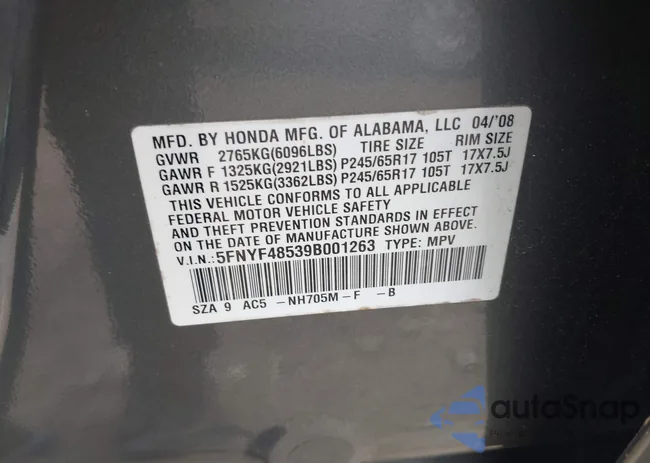 MFD. BY HONDA MFG. OF ALABAMA, LLC 04/'08
GVWR 2765KG(6096LBS) TIRE SIZE RIM SIZE
GAWR F 1325KG(2921LBS) P245/65R17 105T 17X7.5J
GAWR R 1525KG(3362LBS) P245/65R17 105T 17X7.5J
THIS VEHICLE CONFORMS TO ALL APPLICABLE
FEDERAL MOTOR VEHICLE SAFETY
AND THEFT PREVENTION STANDARDS IN EFFECT
ON THE DATE OF MANUFACTURE SHOWN ABOVE.
V.I.N.: 5FNYF48539B001263 TYPE: MPV
SZA 9 AC5 -NH705M-F -B
autoSnap